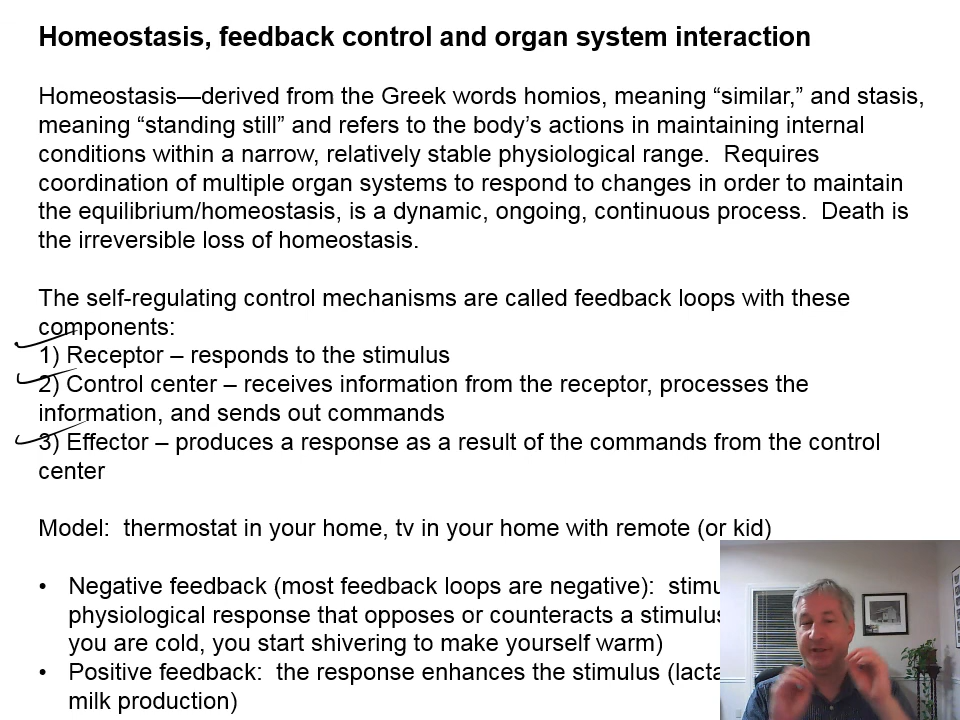 Homeostasis, feedback control and organ system interaction
Homeostasis—derived from the Greek words homios, meaning “similar,” and stasis,
meaning “standing still” and refers to the body’s actions in maintaining internal
conditions within a narrow, relatively stable physiological range.  Requires
coordination of multiple organ systems to respond to changes in order to maintain
the equilibrium/homeostasis, is a dynamic, ongoing, continuous process.  Death is
the irreversible loss of homeostasis.
The self-regulating control mechanisms are called feedback loops with these
components:
1) Receptor – responds to the stimulus
2) Control center – receives information from the receptor, processes the
information, and sends out commands
3) Effector – produces a response as a result of the commands from the control
center
Model:  thermostat in your home, tv in your home with remote (or kid)
• Negative feedback (most feedback loops are negative):
physiological response that opposes or counteracts a
you are cold, you start shivering to make yourself warm)
• Positive feedback:  the response enhances the stimulus
milk production)